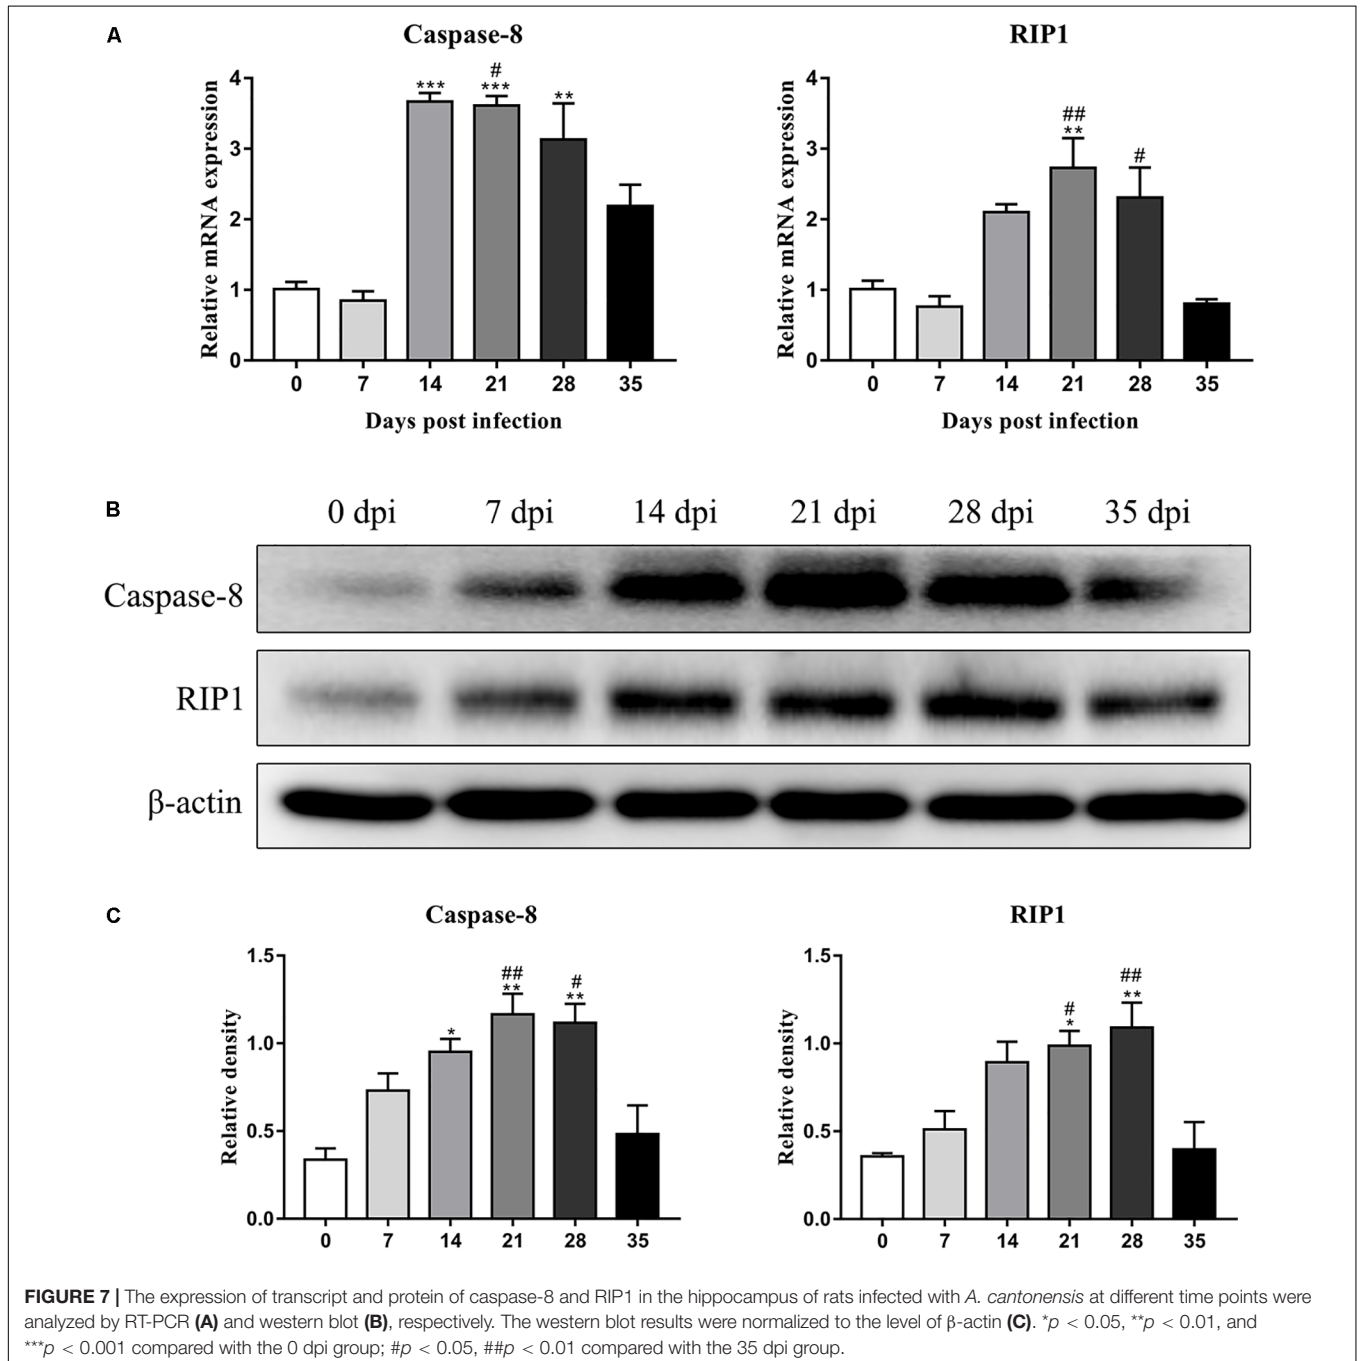 A
Caspase-8
RIP1
Relative mRNA expression
4
3
2
1
0
***
#
***
**
0 7 14 21 28 35
Days post infection
Relative mRNA expression
4
3
2
1
0
##
**
#
0 7 14 21 28 35
Days post infection
B
0 dpi 7 dpi 14 dpi 21 dpi 28 dpi 35 dpi
Caspase-8
RIP1
β-actin
C
Caspase-8
RIP1
Relative density
1.5
1.0
0.5
0.0
*
##
**
#
**
0 7 14 21 28 35
Relative density
1.5
1.0
0.5
0.0
#
*
##
**
0 7 14 21 28 35
FIGURE 7 | The expression of transcript and protein of caspase-8 and RIP1 in the hippocampus of rats infected with A. cantonensis at different time points were
analyzed by RT-PCR (A) and western blot (B), respectively. The western blot results were normalized to the level of β-actin (C). *p < 0.05, **p < 0.01, and
***p < 0.001 compared with the 0 dpi group; #p < 0.05, ##p < 0.01 compared with the 35 dpi group.